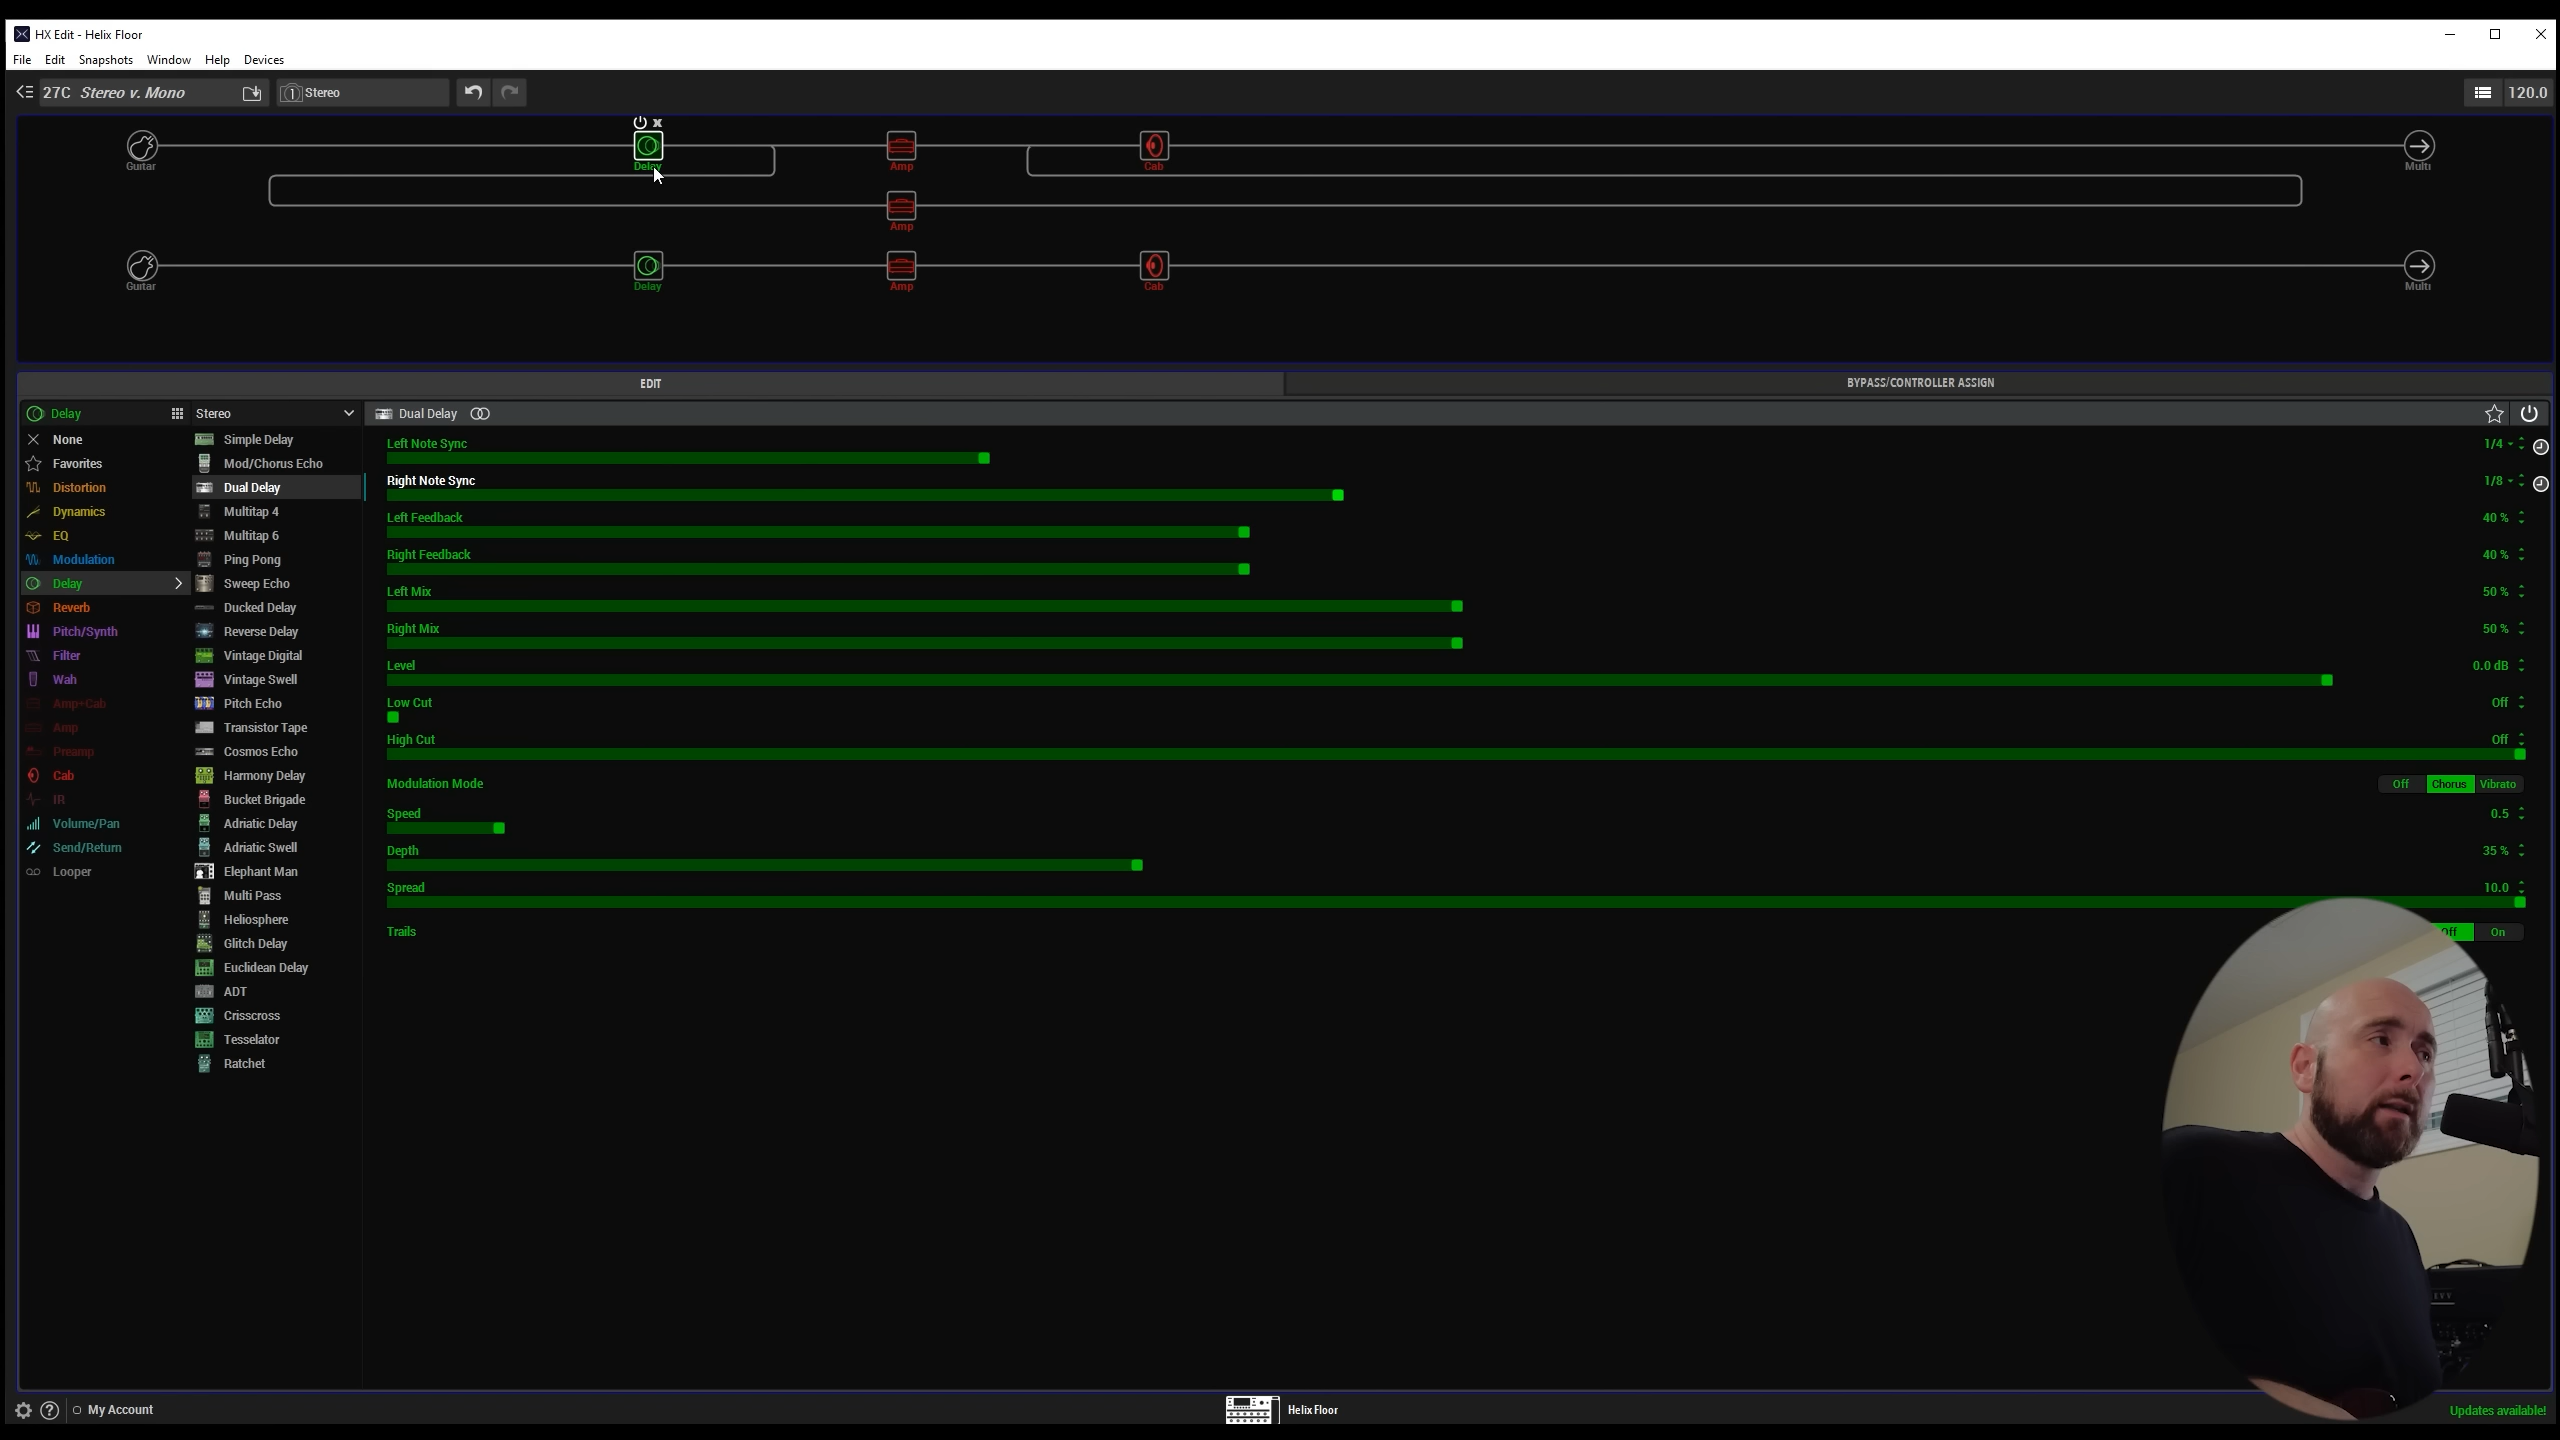 HX Edit - Helix Floor
File Edit Snapshots Window Help Devices
27C Stereo v. Mono 1 Stereo 120.0
Guitar Delay Amp Cab Multi
Amp
Guitar Delay Amp Cab Multi
EDIT BYPASS/CONTROLLER ASSIGN
Delay Stereo Dual Delay
None
Favorites
Distortion
Dynamics
EQ
Modulation
Delay
Reverb
Pitch/Synth
Filter
Wah
Amp+Cab
Amp
Preamp
Cab
IR
Volume/Pan
Send/Return
Looper
Simple Delay
Mod/Chorus Echo
Dual Delay
Multitap 4
Multitap 6
Ping Pong
Sweep Echo
Ducked Delay
Reverse Delay
Vintage Digital
Vintage Swell
Pitch Echo
Transistor Tape
Cosmos Echo
Harmony Delay
Bucket Brigade
Adriatic Delay
Adriatic Swell
Elephant Man
Multi Pass
Heliosphere
Glitch Delay
Euclidean Delay
ADT
Crisscross
Tesselator
Ratchet
Left Note Sync 1/4
Right Note Sync 1/8
Left Feedback 40 %
Right Feedback 40 %
Left Mix 50 %
Right Mix 50 %
Level 0.0 dB
Low Cut Off
High Cut Off
Modulation Mode Off Chorus Vibrato
Speed 0.5
Depth 35 %
Spread 10.0
Trails Off On
My Account Helix Floor Updates available!